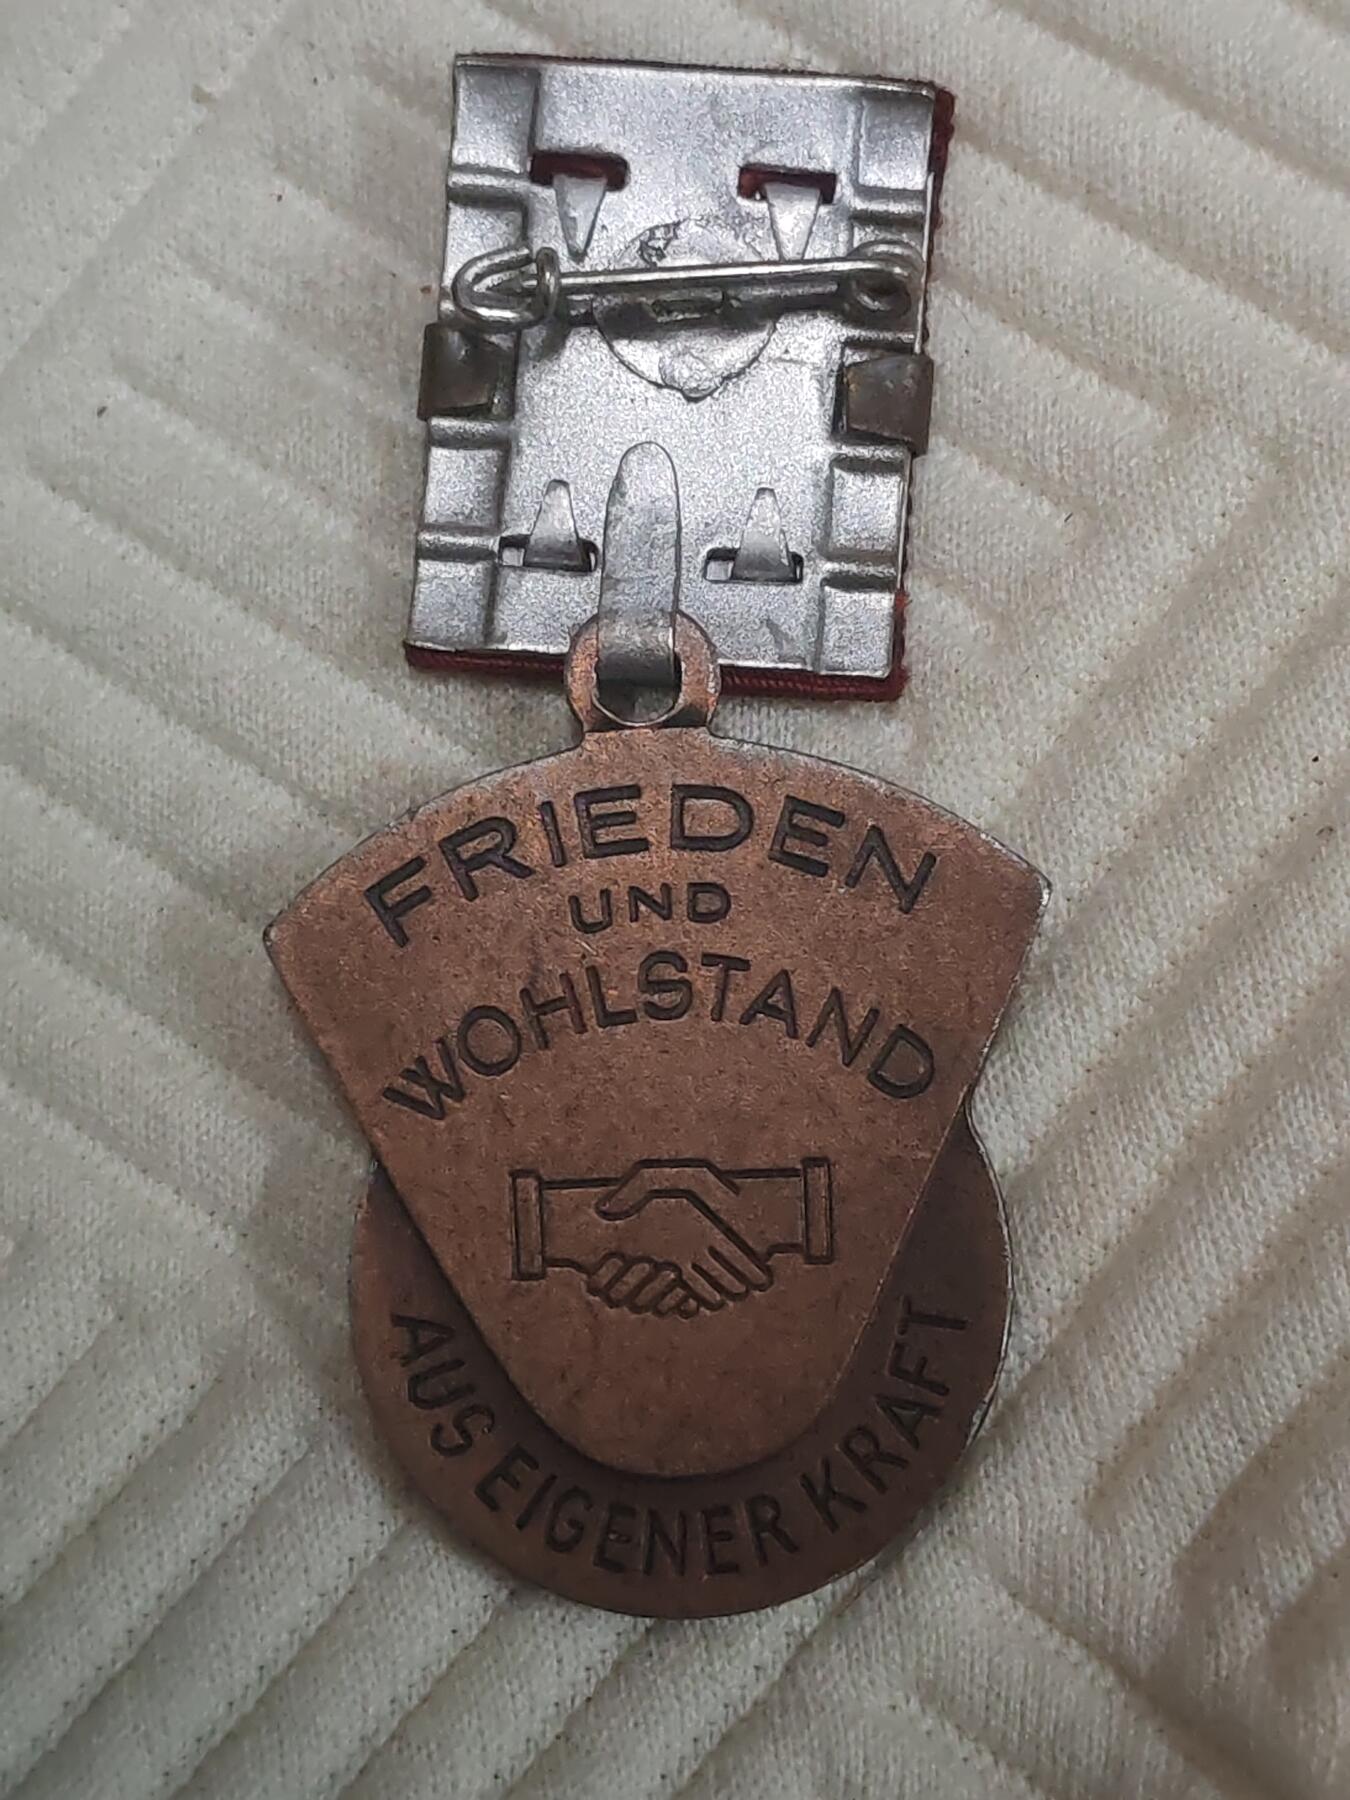 FRIEDEN
UND
WOHLSTAND
AUS EIGENER KRAFT